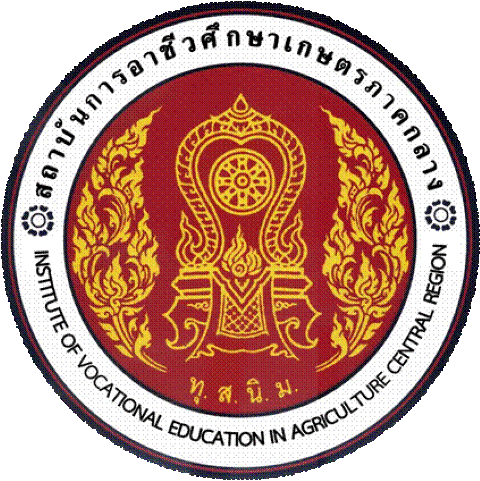 สถาบันการอาชีวศึกษาเกษตรภาคกลาง
ทุ. ส. นิ. ม.
INSTITUTE OF VOCATIONAL EDUCATION IN AGRICULTURE CENTRAL REGION